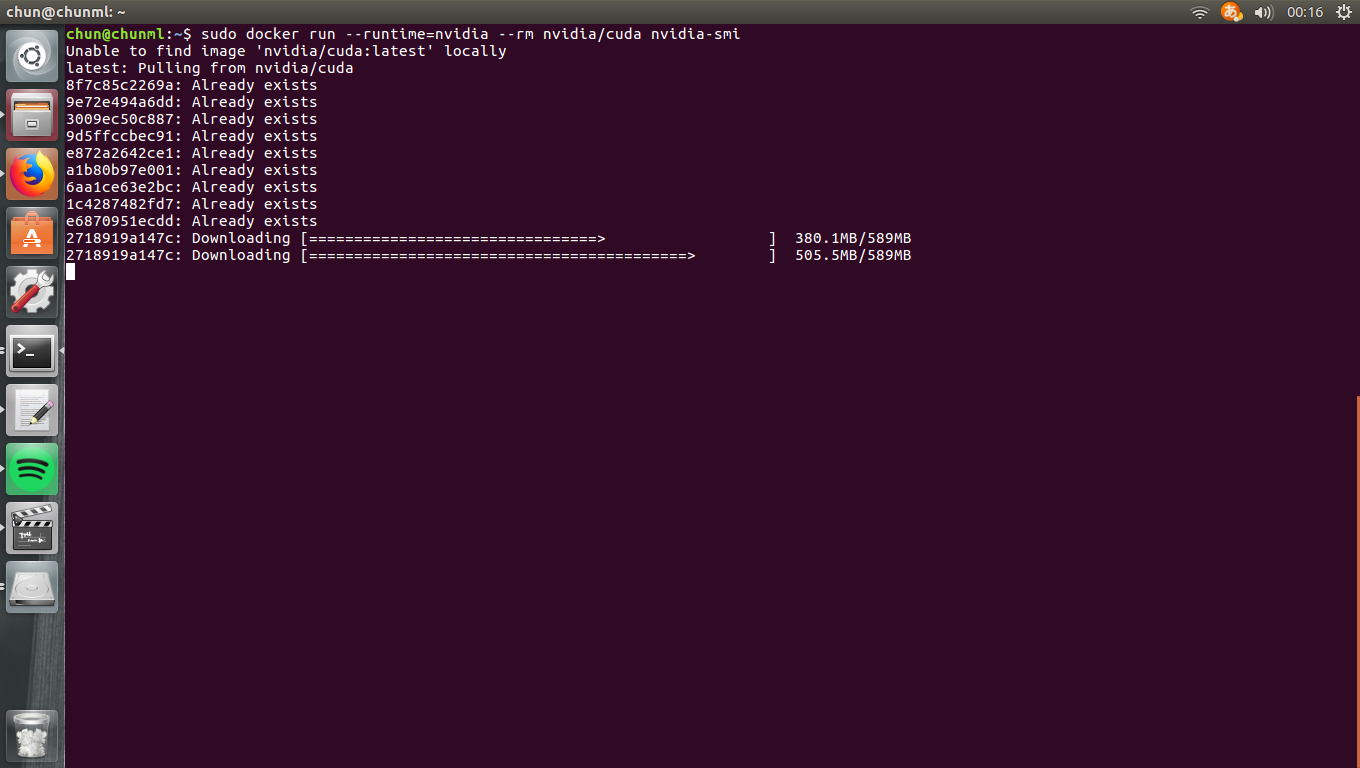 chun@chunml: ~
あ
00:16
chun@chunml:~$ sudo docker run --runtime=nvidia --rm nvidia/cuda nvidia-smi
Unable to find image 'nvidia/cuda:latest' locally
latest: Pulling from nvidia/cuda
8f7c85c2269a: Already exists
9e72e494a6dd: Already exists
3009ec50c887: Already exists
9d5ffccbec91: Already exists
e872a2642ce1: Already exists
a1b80b97e001: Already exists
6aa1ce63e2bc: Already exists
1c4287482fd7: Already exists
e6870951ecdd: Already exists
2718919a147c: Downloading [================================>                  ]  380.1MB/589MB
2718919a147c: Downloading [==========================================>        ]  505.5MB/589MB